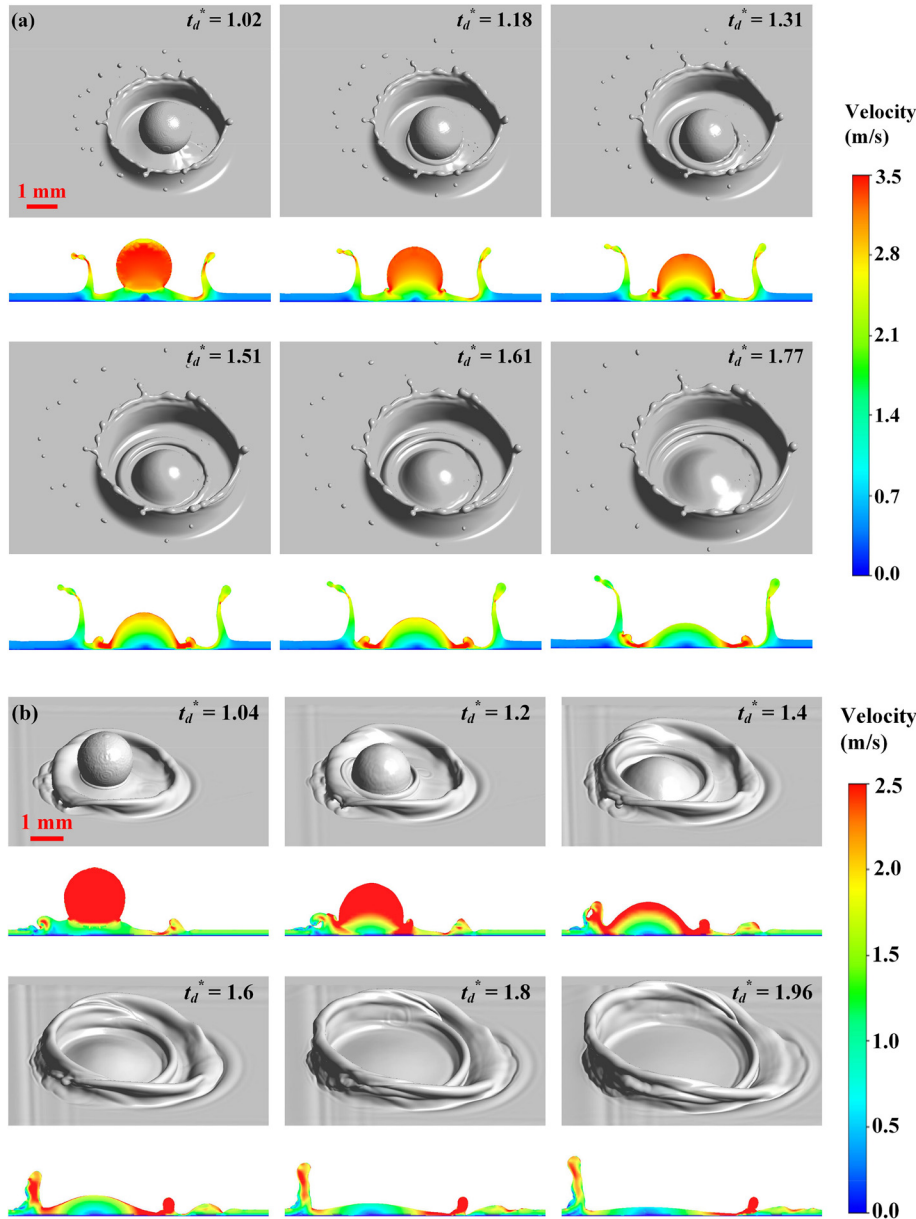 (a)
t_d^* = 1.02
t_d^* = 1.18
t_d^* = 1.31
1 mm
Velocity
(m/s)
3.5
2.8
2.1
1.4
0.7
0.0
t_d^* = 1.51
t_d^* = 1.61
t_d^* = 1.77
(b)
t_d^* = 1.04
t_d^* = 1.2
t_d^* = 1.4
1 mm
Velocity
(m/s)
2.5
2.0
1.5
1.0
0.5
0.0
t_d^* = 1.6
t_d^* = 1.8
t_d^* = 1.96